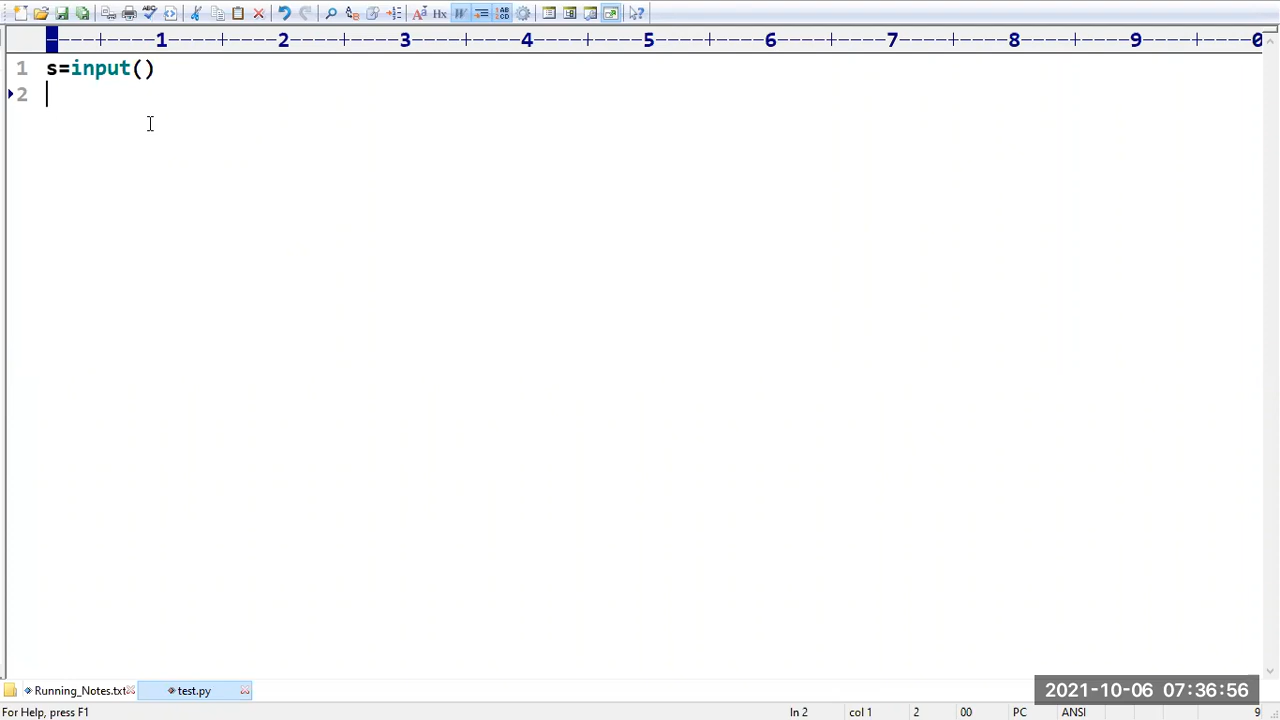 ----+----1----+----2----+----3----+----4----+----5----+----6----+----7----+----8----+----9----+----0
1 s=input()
2
Running_Notes.txt
test.py
2021-10-06 07:36:56
For Help, press F1
ln 2
col 1
2
00
PC
ANSI
9